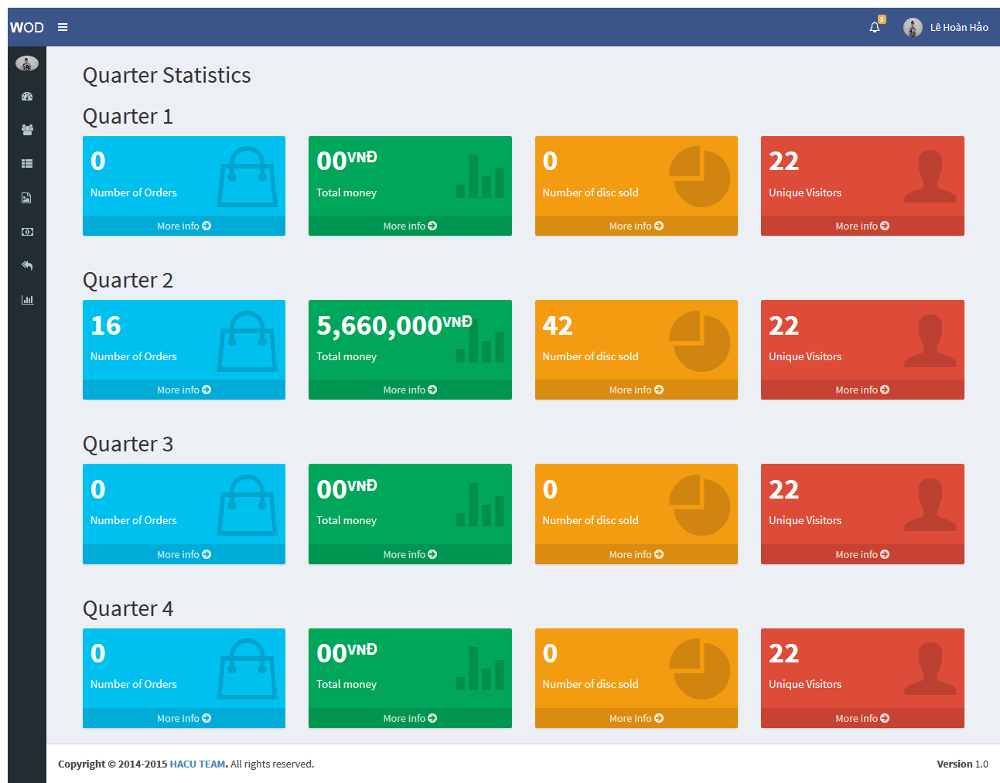 WOD
5
Lê Hoàn Hảo
Quarter Statistics
Quarter 1
0
Number of Orders
More info
00VNĐ
Total money
More info
0
Number of disc sold
More info
22
Unique Visitors
More info
Quarter 2
16
Number of Orders
More info
5,660,000VNĐ
Total money
More info
42
Number of disc sold
More info
22
Unique Visitors
More info
Quarter 3
0
Number of Orders
More info
00VNĐ
Total money
More info
0
Number of disc sold
More info
22
Unique Visitors
More info
Quarter 4
0
Number of Orders
More info
00VNĐ
Total money
More info
0
Number of disc sold
More info
22
Unique Visitors
More info
Copyright © 2014-2015 HACU TEAM. All rights reserved.
Version 1.0